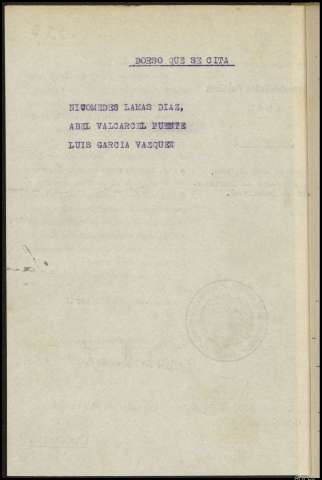 DORSO QUE SE CITA
NICOMEDES LAMAS DIAZ,
ABEL VALCARCEL PUENTE
LUIS GARCIA VAZQUEZ